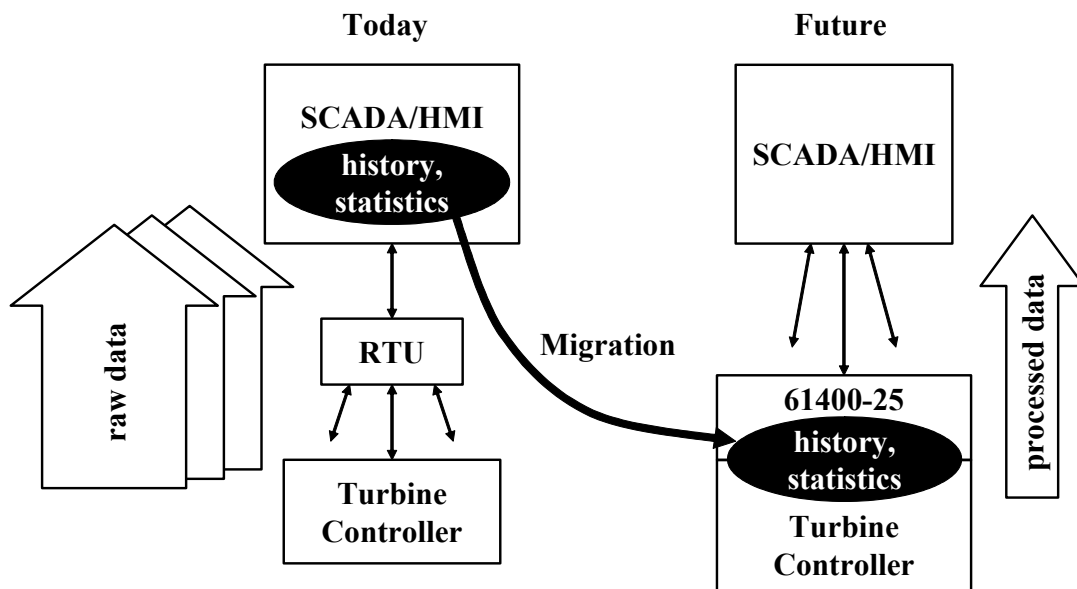 Today
Future
SCADA/HMI
history,
statistics
SCADA/HMI
raw data
RTU
Migration
Turbine
Controller
61400-25
history,
statistics
Turbine
Controller
processed data